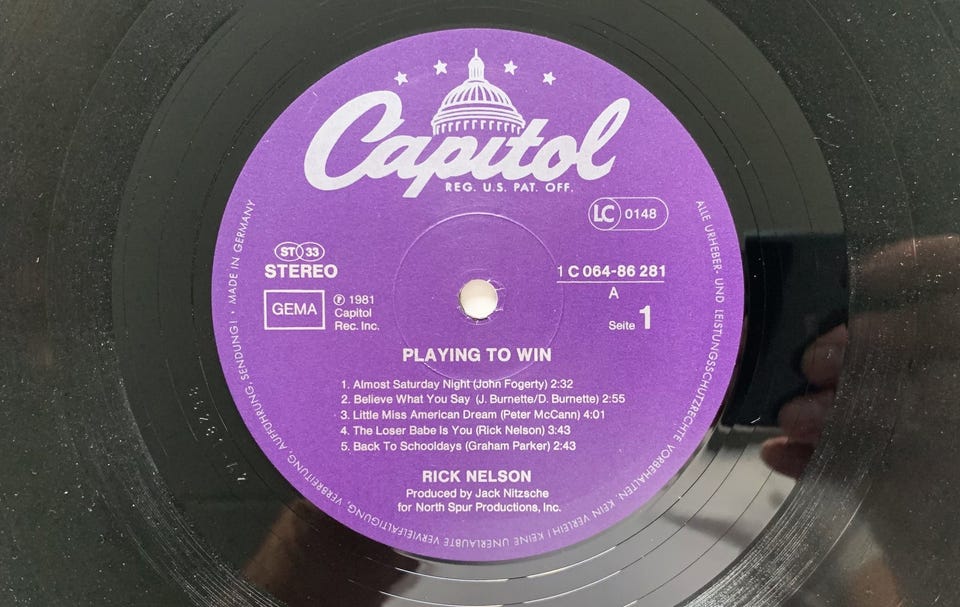 Capitol
REG. U.S. PAT. OFF.
LC 0148
ST 33
STEREO
GEMA
℗ 1981
Capitol
Rec. Inc.
1 C 064-86 281
A
Seite 1
PLAYING TO WIN
1. Almost Saturday Night (John Fogerty) 2:32
2. Believe What You Say (J. Burnette/D. Burnette) 2:55
3. Little Miss American Dream (Peter McCann) 4:01
4. The Loser Babe Is You (Rick Nelson) 3:43
5. Back To Schooldays (Graham Parker) 2:43
RICK NELSON
Produced by Jack Nitzsche
for North Spur Productions, Inc.
ALLE URHEBER- UND LEISTUNGSSCHUTZRECHTE VORBEHALTEN. KEIN VERLEIH! KEINE UNERLAUBTE VERVIELFÄLTIGUNG, VERBREITUNG, AUFFÜHRUNG, SENDUNG! • MADE IN GERMANY